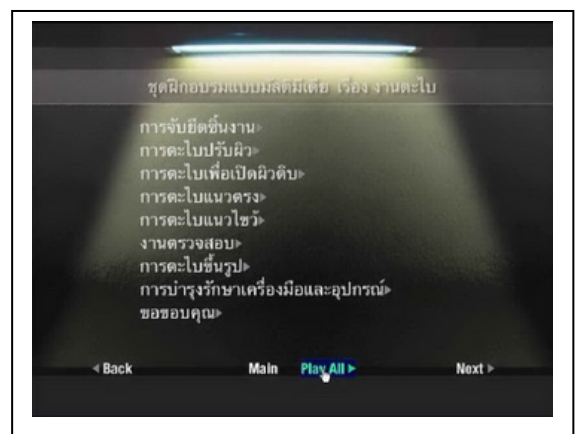 ชุดฝึกอบรมแบบมัลติมีเดีย เรื่อง งานตะไบ
การจับยึดชิ้นงาน
การตะไบปรับผิว
การตะไบเพื่อเปิดผิวดิบ
การตะไบแนวตรง
การตะไบแนวไขว้
งานตรวจสอบ
การตะไบขึ้นรูป
การบำรุงรักษาเครื่องมือและอุปกรณ์
ขอขอบคุณ
Back Main Play All Next